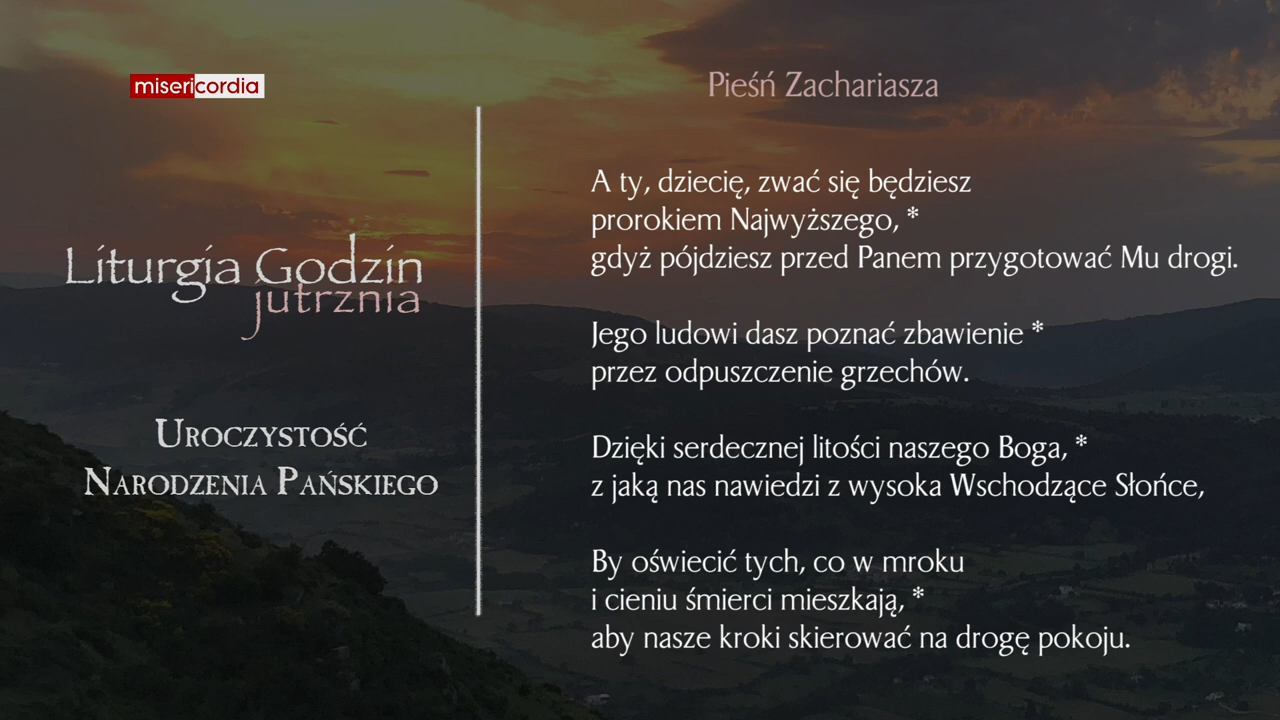 misericordia
Liturgia Godzin
jutrznia
Uroczystość
Narodzenia Pańskiego
Pieśń Zachariasza
A ty, dziecię, zwać się będziesz
prorokiem Najwyższego, *
gdyż pójdziesz przed Panem przygotować Mu drogi.
Jego ludowi dasz poznać zbawienie *
przez odpuszczenie grzechów.
Dzięki serdecznej litości naszego Boga, *
z jaką nas nawiedzi z wysoka Wschodzące Słońce,
By oświecić tych, co w mroku
i cieniu śmierci mieszkają, *
aby nasze kroki skierować na drogę pokoju.